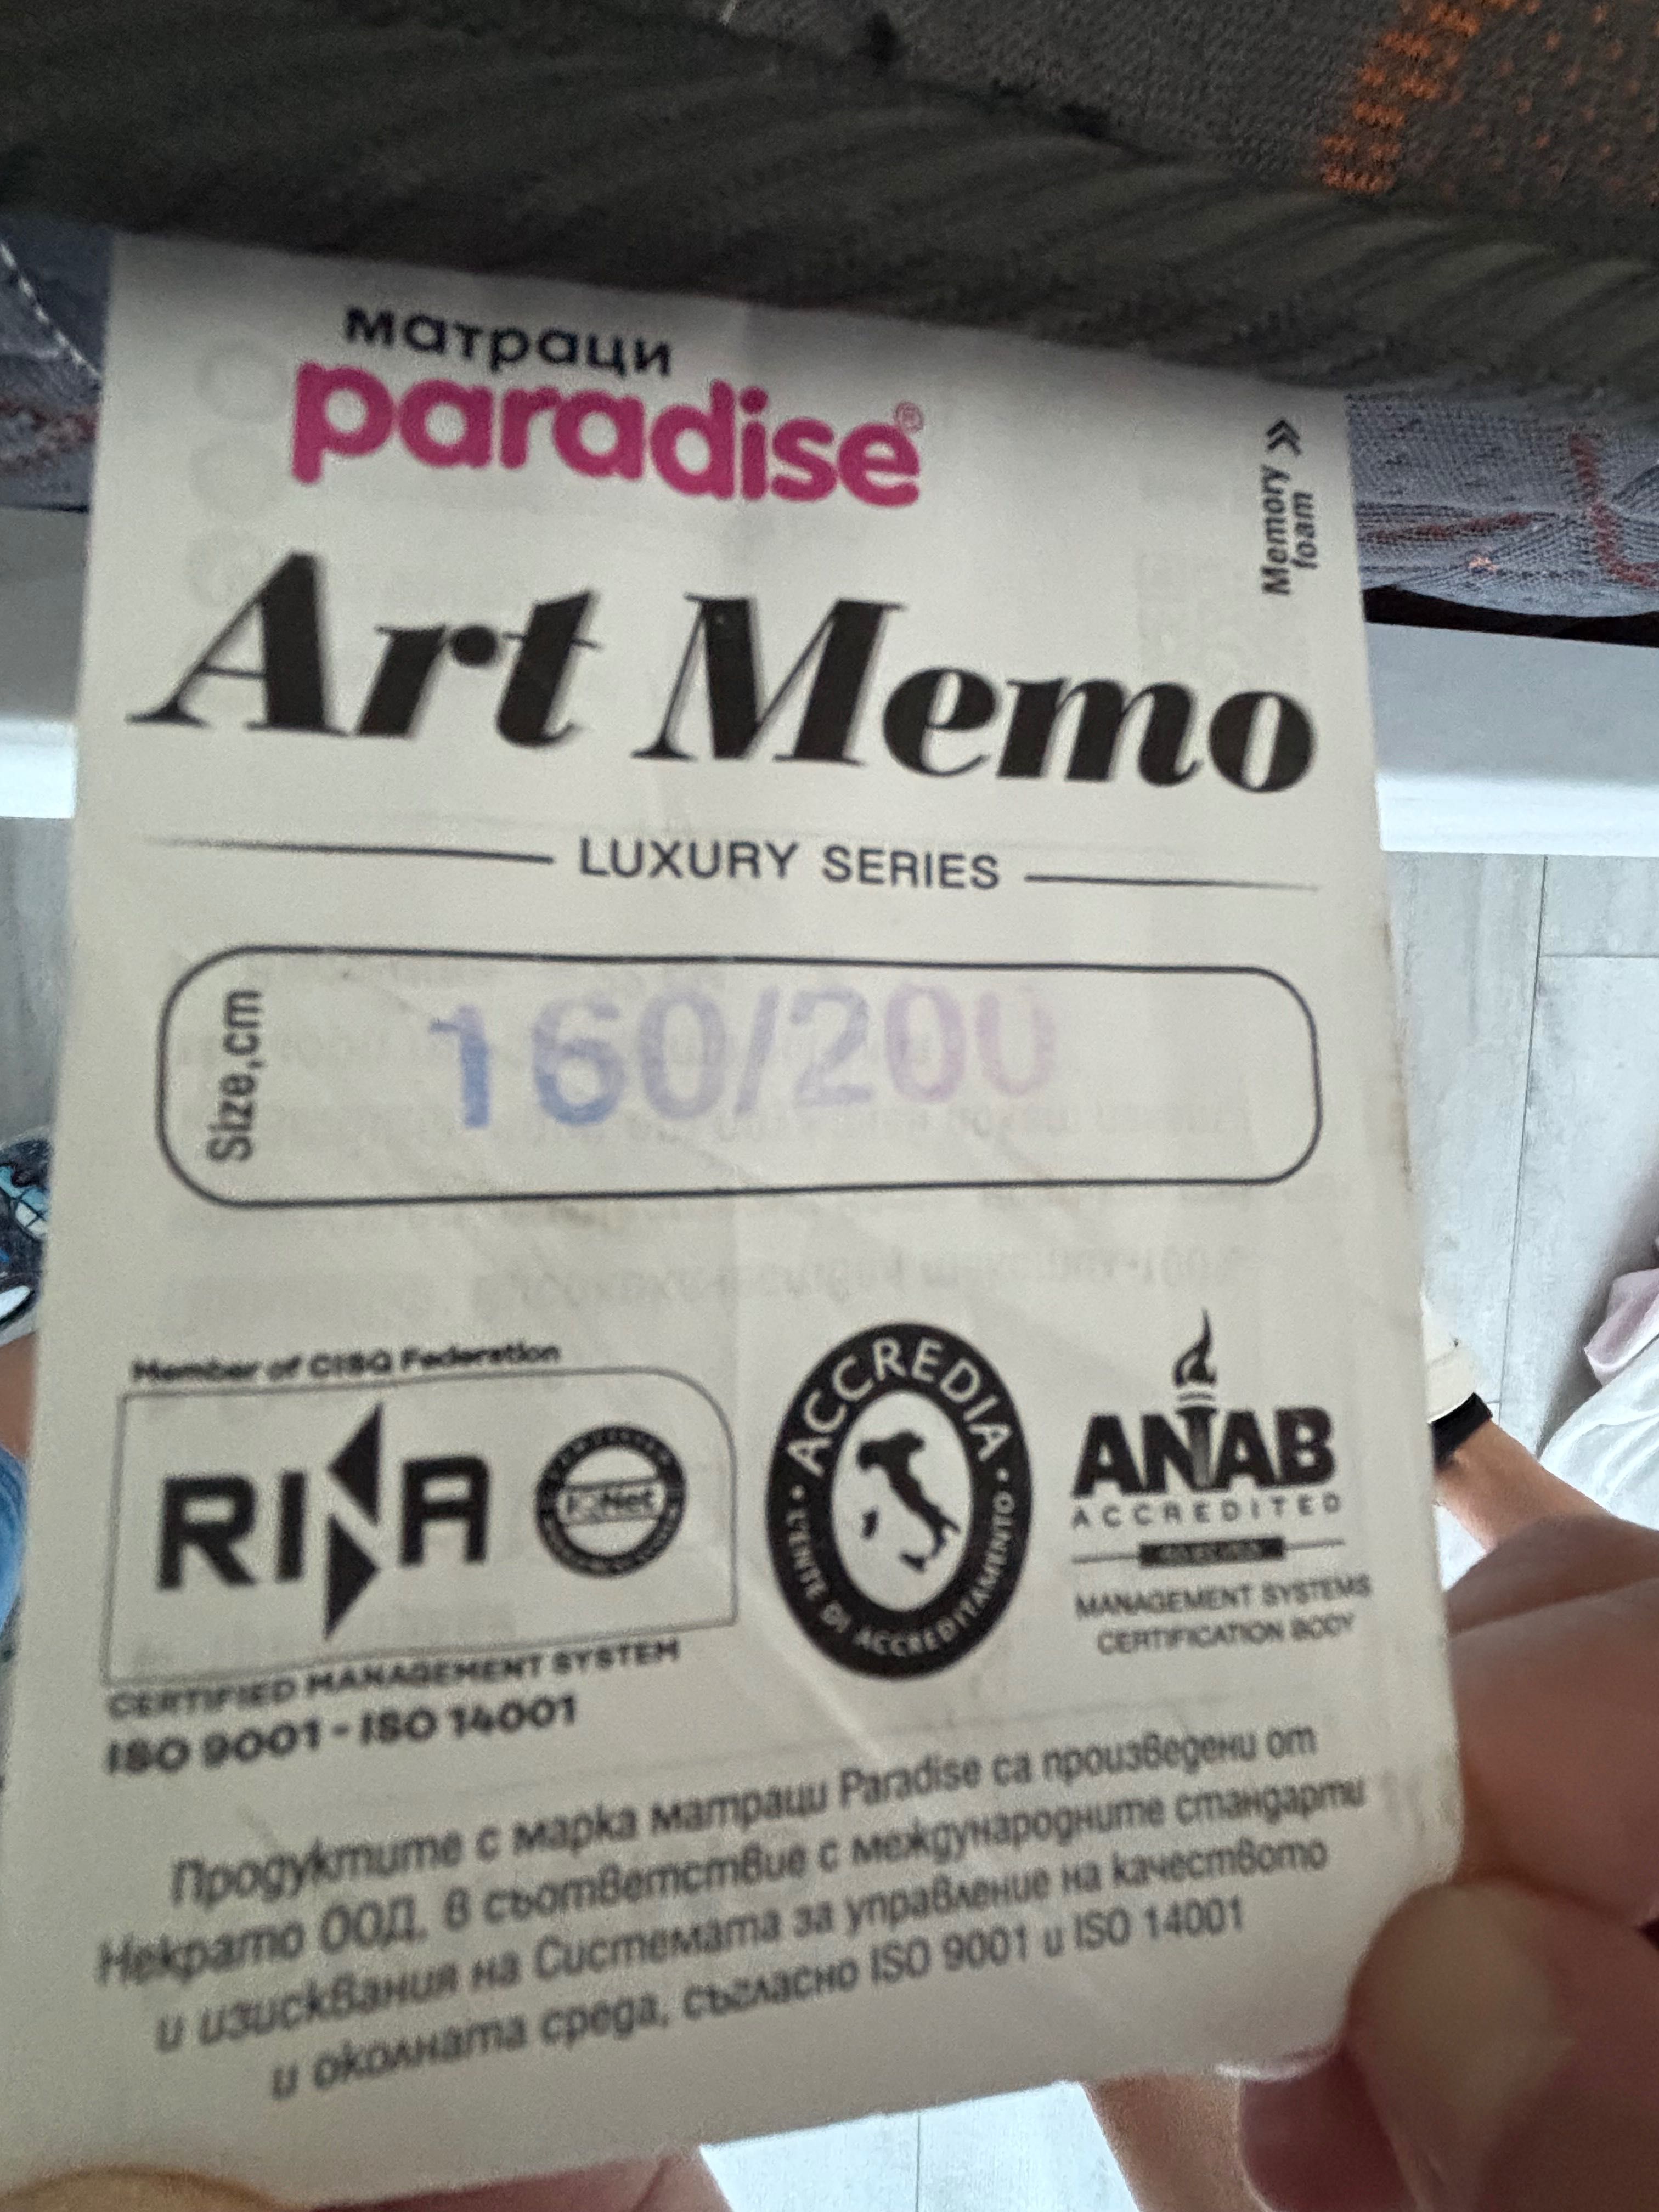 матраци
paradise®
Memory
foam
Art Memo
LUXURY SERIES
Size,cm
160/200
Member of CISQ Federation
RINA
IQNet
CERTIFIED MANAGEMENT SYSTEM
ISO 9001 - ISO 14001
ACCREDIA
L'ENTE DI ACCREDITAMENTO
ANAB
ACCREDITED
MANAGEMENT SYSTEMS
CERTIFICATION BODY
Продуктите с марка матраци Paradise са произведени от
Некрато ООД, в съответствие с международните стандарти
и изисквания на Системата за управление на качеството
и околната среда, съгласно ISO 9001 и ISO 14001